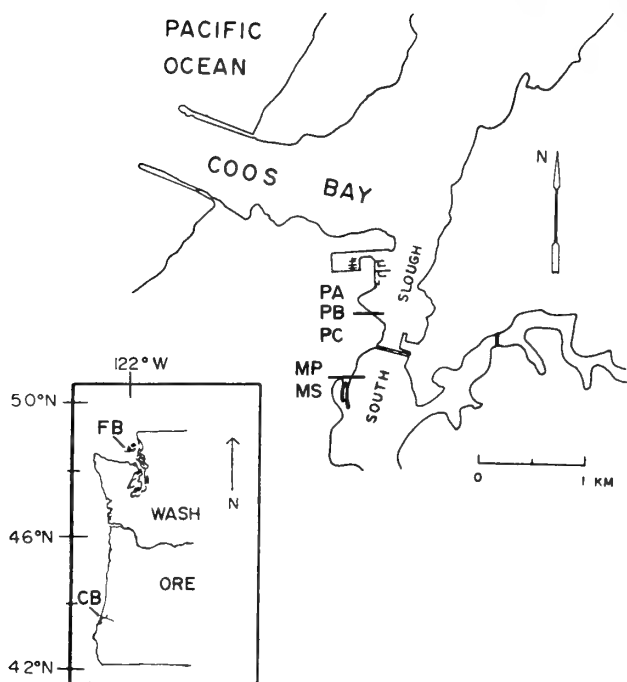 PACIFIC
OCEAN
COOS BAY
N
SLOUGH
PA
PB
PC
MP
MS
SOUTH
0 1 KM
122° W
50°N
FB
N
WASH
46°N
ORE
CB
42°N